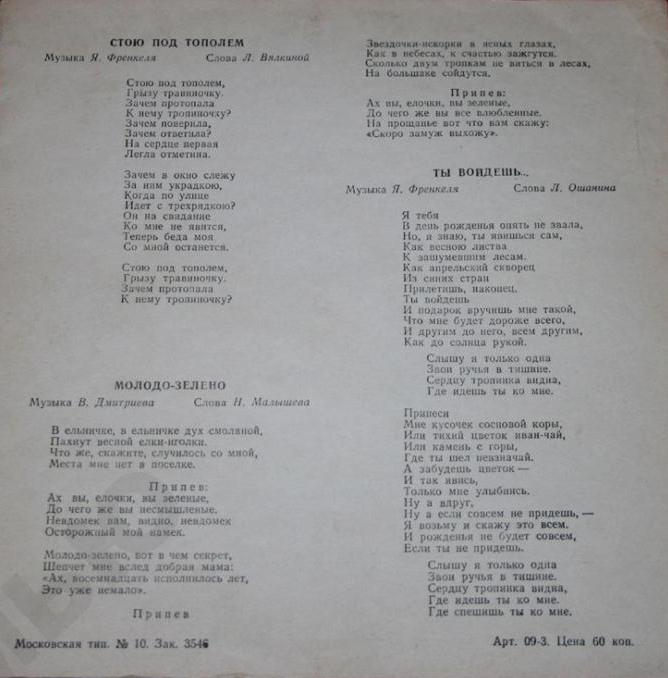 СТОЮ ПОД ТОПОЛЕМ
Музыка Я. Френкеля Слова Л. Вялкиной
Стою под тополем,
Грызу травиночку.
Зачем протопала
К нему тропиночку?
Зачем поверила,
Зачем ответила?
На сердце первая
Легла отметина.
Зачем в окно слежу
За ним украдкою,
Когда по улице
Идет с трехрядкою?
Он на свидание
Ко мне не явится,
Теперь беда моя
Со мной останется.
Стою под тополем,
Грызу травиночку.
Зачем протопала
К нему тропиночку?
МОЛОДО-ЗЕЛЕНО
Музыка В. Дмитриева Слова Н. Малышева
В ельничке, в ельничке дух смоляной,
Пахнут весной елки-иголки.
Что же, скажите, случилось со мной,
Места мне нет в поселке.
Припев:
Ах вы, елочки, вы зеленые,
До чего же вы несмышленые.
Невдомек вам, видно, невдомек
Осторожный мой намек.
Молодо-зелено, вот в чем секрет,
Шепчет мне вслед добрая мама:
«Ах, восемнадцать исполнилось лет,
Это уже немало».
Припев
Звездочки-искорки в ясных глазах,
Как в небесах, к счастью зажгутся.
Сколько двум тропкам не виться в лесах,
На большаке сойдутся.
Припев:
Ах вы, елочки, вы зеленые,
До чего же вы все влюбленные.
На прощанье вот что вам скажу:
«Скоро замуж выхожу».
ТЫ ВОЙДЕШЬ...
Музыка Я. Френкеля Слова Л. Ошанина
Я тебя
В день рожденья опять не звала,
Но, я знаю, ты явишься сам,
Как весною листва
К зашумевшим лесам.
Как апрельский скворец
Из синих стран
Прилетишь, наконец.
Ты войдешь
И подарок вручишь мне такой,
Что мне будет дороже всего,
И другим до него, всем другим,
Как до солнца рукой.
Слышу я только одна
Звон ручья в тишине.
Сердцу тропинка видна,
Где идешь ты ко мне.
Принеси
Мне кусочек сосновой коры,
Или тихий цветок иван-чай,
Или камень с горы,
Где ты шел невзначай.
А забудешь цветок —
И так явись,
Только мне улыбнись.
Ну а вдруг,
Ну а если совсем не придешь, —
Я возьму и скажу это всем.
И рожденья не будет совсем,
Если ты не придешь.
Слышу я только одна
Звон ручья в тишине.
Сердцу тропинка видна,
Где идешь ты ко мне.
Где спешишь ты ко мне.
Московская тип. № 10. Зак. 3546
Арт. 09-3. Цена 60 коп.